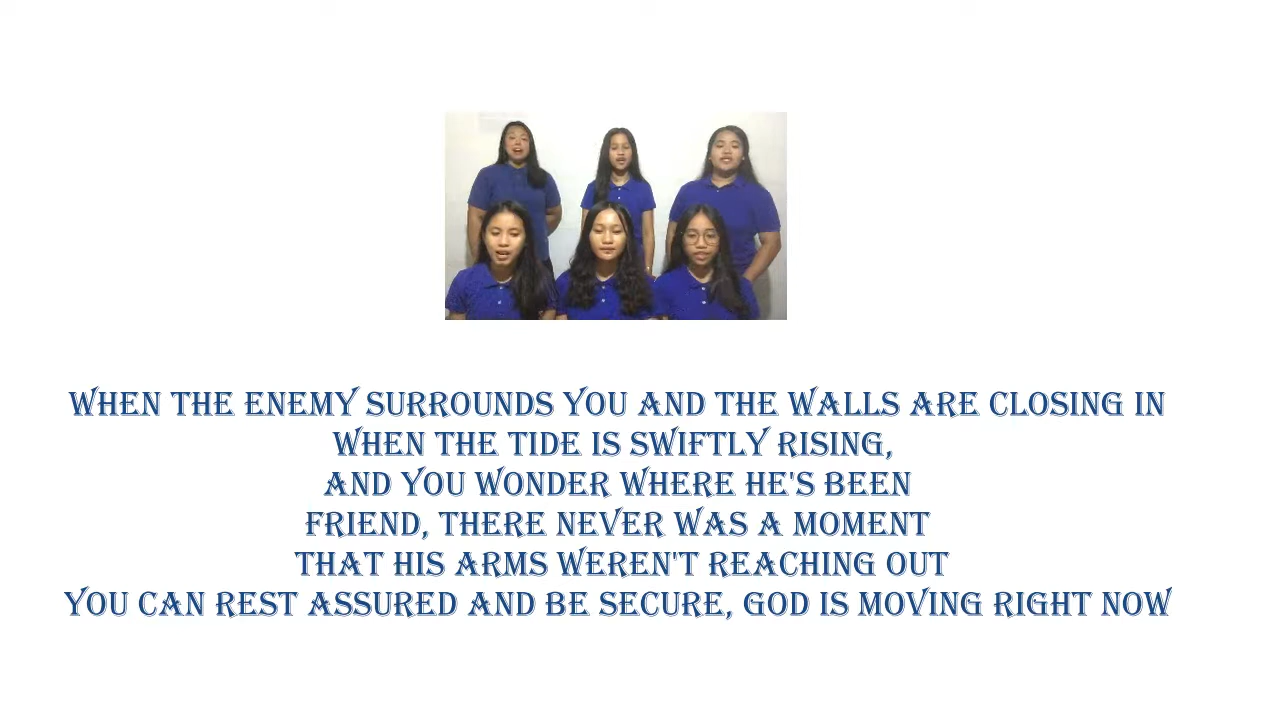 WHEN THE ENEMY SURROUNDS YOU AND THE WALLS ARE CLOSING IN
WHEN THE TIDE IS SWIFTLY RISING,
AND YOU WONDER WHERE HE'S BEEN
FRIEND, THERE NEVER WAS A MOMENT
THAT HIS ARMS WEREN'T REACHING OUT
YOU CAN REST ASSURED AND BE SECURE, GOD IS MOVING RIGHT NOW